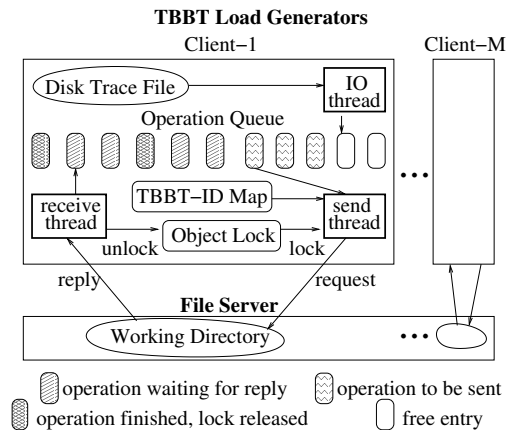 TBBT Load Generators
Client−1
Client−M
Disk Trace File
IO
thread
Operation Queue
TBBT−ID Map
receive
thread
send
thread
Object Lock
unlock
lock
reply
request
File Server
Working Directory
operation waiting for reply
operation to be sent
operation finished, lock released
free entry